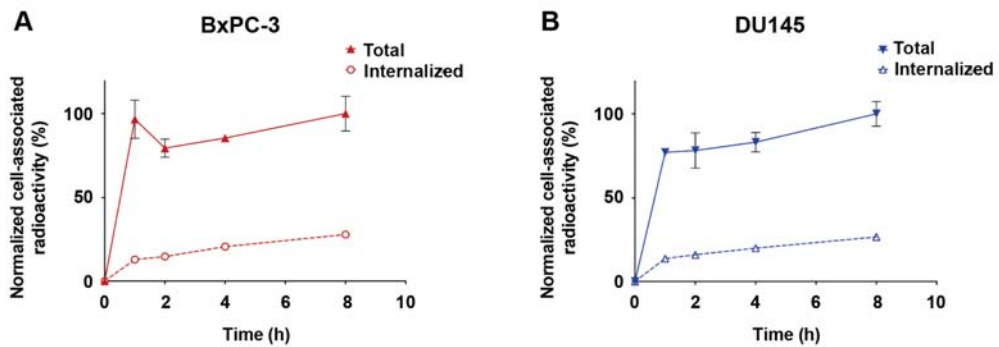 A
BxPC-3
Total
Internalized
Normalized cell-associated
radioactivity (%)
100
50
0
0 2 4 6 8 10
Time (h)
B
DU145
Total
Internalized
Normalized cell-associated
radioactivity (%)
100
50
0
0 2 4 6 8 10
Time (h)